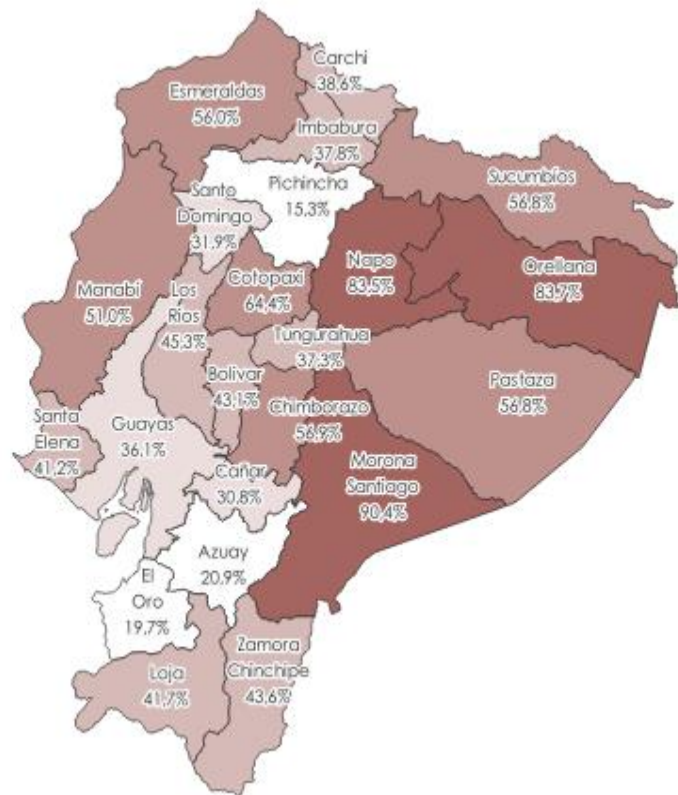 Carchi
38,6%
Esmeraldas
56,0%
Imbabura
37,8%
Pichincha
15,3%
Sucumbíos
56,8%
Santo
Domingo
31,9%
Napo
83,5%
Orellana
83,7%
Manabí
51,0%
Los
Ríos
45,3%
Cotopaxi
64,4%
Tungurahua
37,3%
Bolívar
43,1%
Pastaza
56,8%
Chimborazo
56,9%
Santa
Elena
41,2%
Guayas
36,1%
Morona
Santiago
90,4%
Cañar
30,8%
Azuay
20,9%
El
Oro
19,7%
Loja
41,7%
Zamora
Chinchipe
43,6%